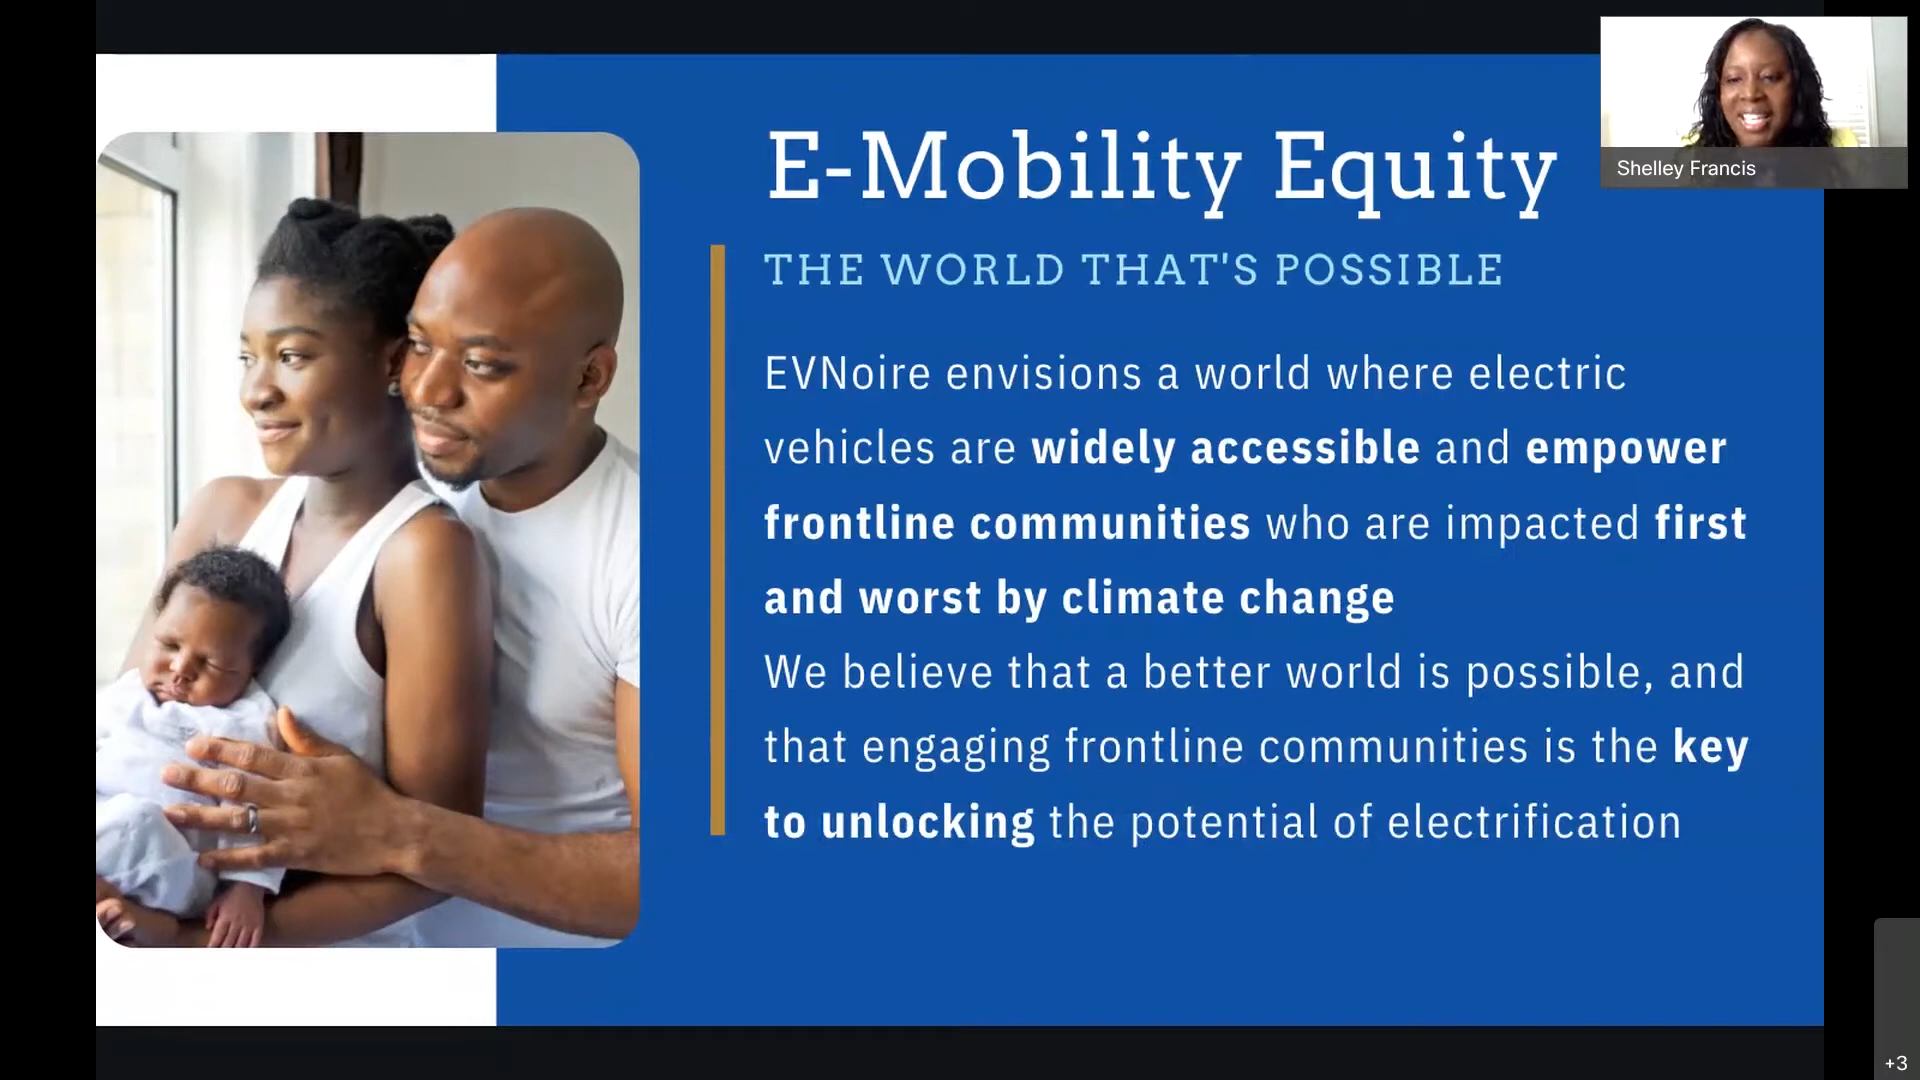 E-Mobility Equity
THE WORLD THAT'S POSSIBLE
EVNoire envisions a world where electric
vehicles are widely accessible and empower
frontline communities who are impacted first
and worst by climate change
We believe that a better world is possible, and
that engaging frontline communities is the key
to unlocking the potential of electrification
Shelley Francis
+3